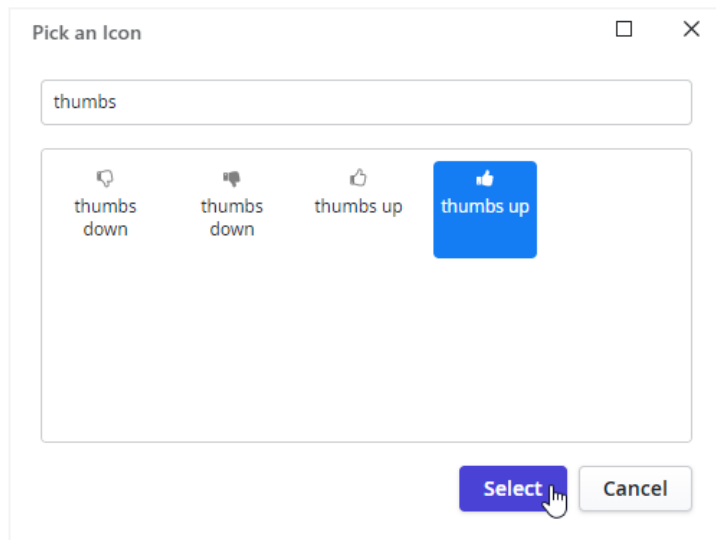 Pick an Icon
thumbs
thumbs
down
thumbs
down
thumbs up
thumbs up
Select
Cancel